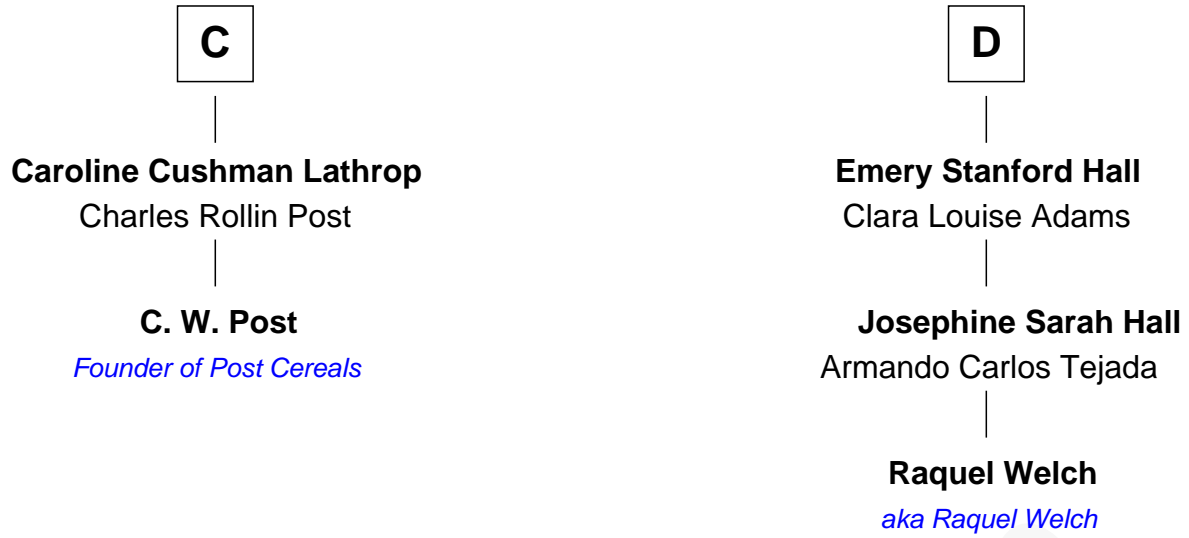 C
Caroline Cushman Lathrop
Charles Rollin Post
C. W. Post
Founder of Post Cereals
D
Emery Stanford Hall
Clara Louise Adams
Josephine Sarah Hall
Armando Carlos Tejada
Raquel Welch
aka Raquel Welch